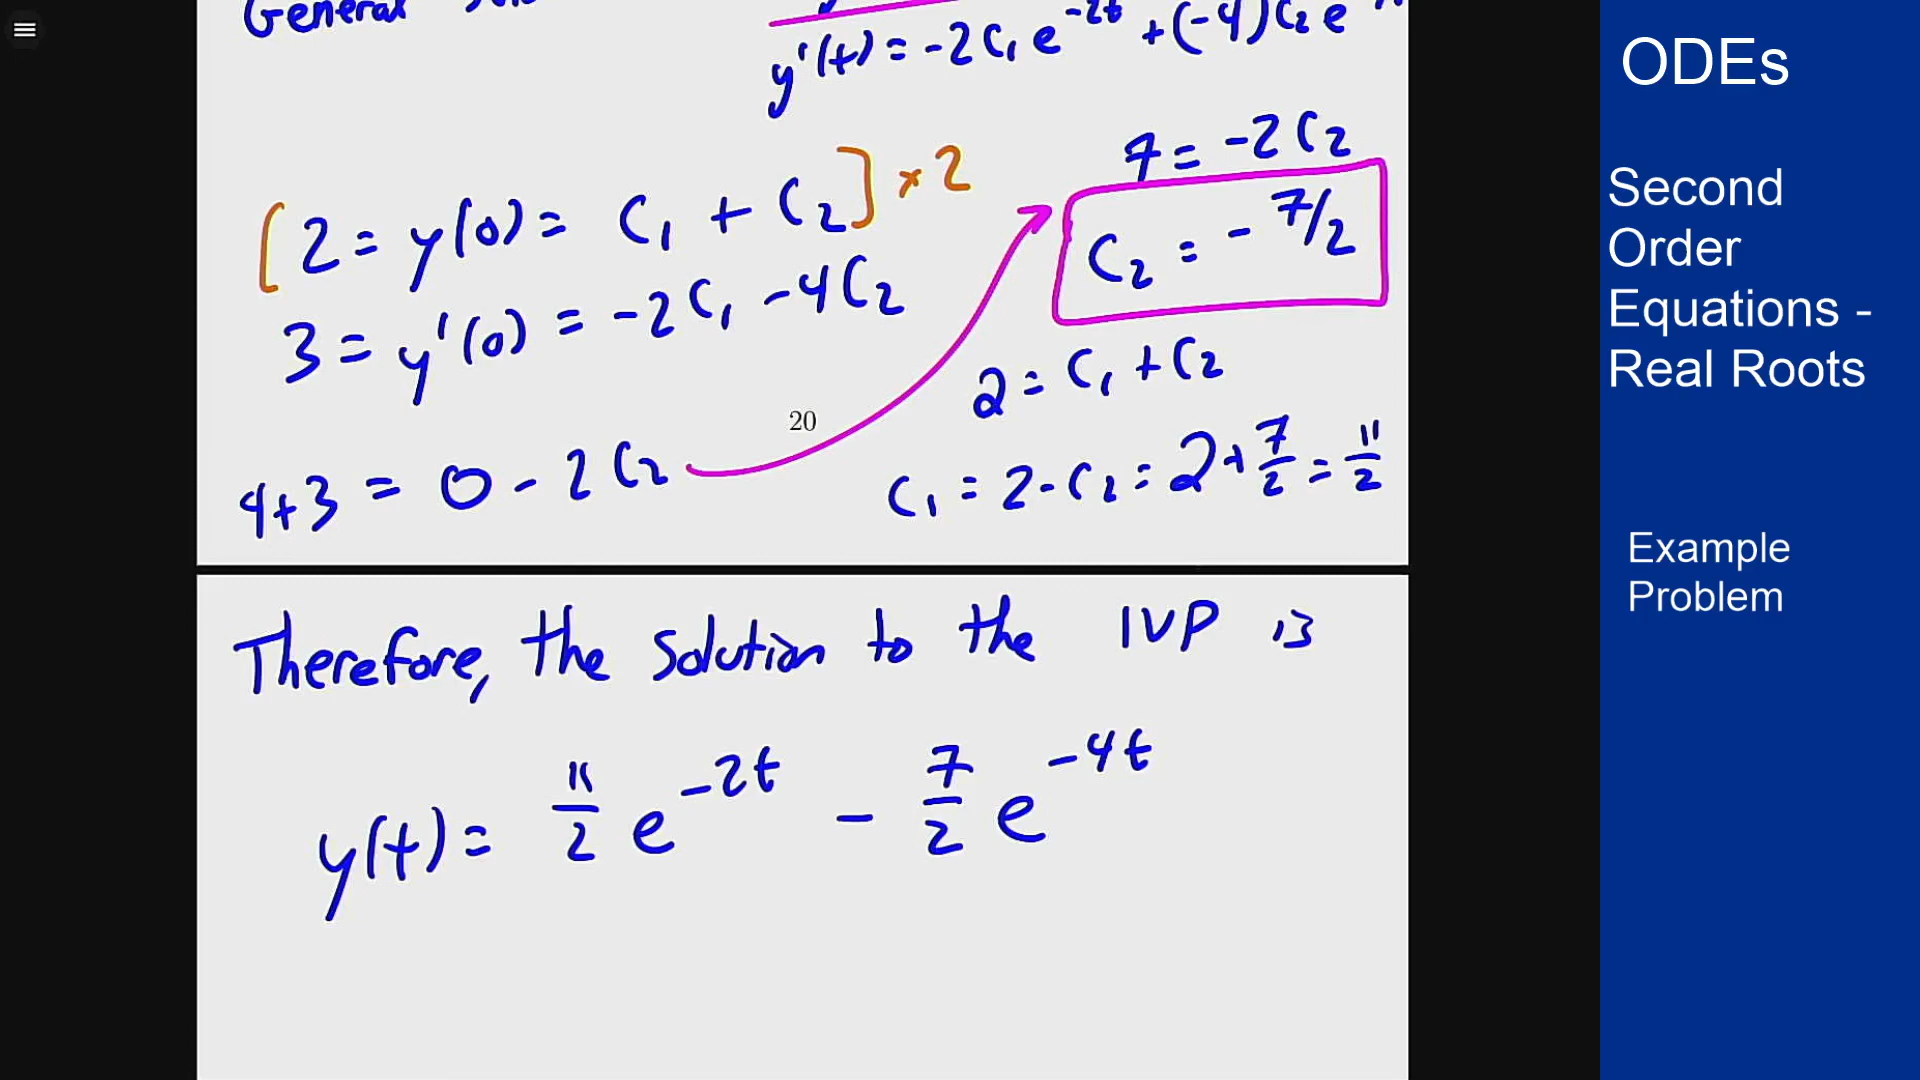 General
y'(t) = -2C₁e^{-2t} + (-4)C₂e
[2 = y(0) = C₁ + C₂] × 2
3 = y'(0) = -2C₁ - 4C₂
4+3 = 0 - 2C₂
20
7 = -2C₂
C₂ = -7/2
2 = C₁ + C₂
C₁ = 2 - C₂ = 2 + 7/2 = 11/2
Therefore, the solution to the IVP is
y(t) = 11/2 e^{-2t} - 7/2 e^{-4t}
ODEs
Second
Order
Equations -
Real Roots
Example
Problem